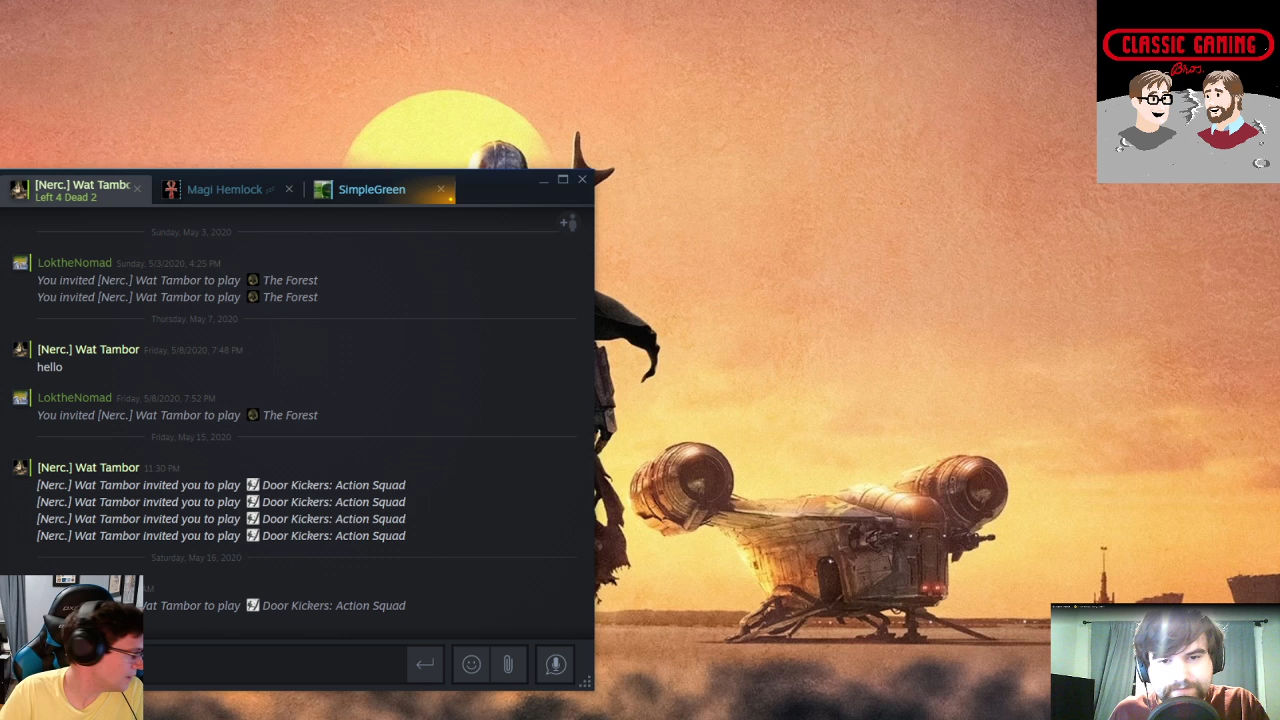 CLASSIC GAMING
Bros.
[Nerc.] Wat Tambo
Left 4 Dead 2
Magi Hemlock
SimpleGreen
Sunday, May 3, 2020
LoktheNomad Sunday, 5/3/2020, 4:25 PM
You invited [Nerc.] Wat Tambor to play The Forest
You invited [Nerc.] Wat Tambor to play The Forest
Thursday, May 7, 2020
[Nerc.] Wat Tambor Friday, 5/8/2020, 7:48 PM
hello
LoktheNomad Friday, 5/8/2020, 7:52 PM
You invited [Nerc.] Wat Tambor to play The Forest
Friday, May 15, 2020
[Nerc.] Wat Tambor 11:30 PM
[Nerc.] Wat Tambor invited you to play Door Kickers: Action Squad
[Nerc.] Wat Tambor invited you to play Door Kickers: Action Squad
[Nerc.] Wat Tambor invited you to play Door Kickers: Action Squad
[Nerc.] Wat Tambor invited you to play Door Kickers: Action Squad
Saturday, May 16, 2020
AM
Wat Tambor to play Door Kickers: Action Squad